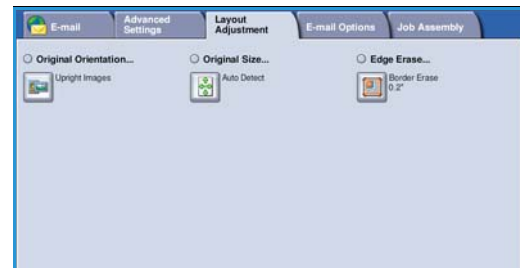 E-mail
Advanced
Settings
Layout
Adjustment
E-mail Options
Job Assembly
Original Orientation...
Upright Images
Original Size...
Auto Detect
Edge Erase...
Border Erase
0.2"